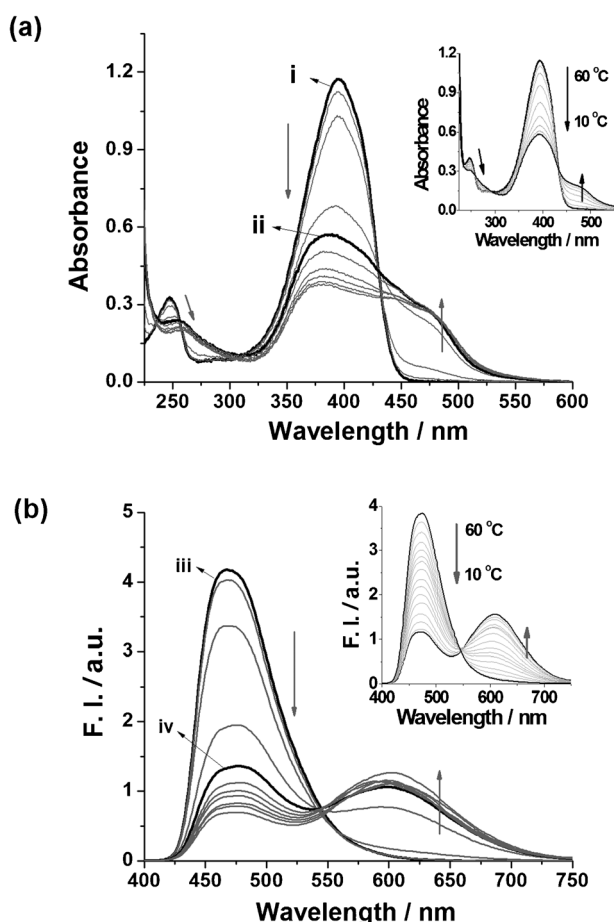 (a)
i
ii
1.2
0.9
0.6
0.3
0.0
Absorbance
250 300 350 400 450 500 550 600
Wavelength / nm
1.2
0.9
0.6
0.3
0.0
Absorbance
60 °C
10 °C
300 400 500
Wavelength / nm
(b)
iii
iv
5
4
3
2
1
0
F. I. / a.u.
400 450 500 550 600 650 700 750
Wavelength / nm
4
3
2
1
0
F. I. / a.u.
60 °C
10 °C
400 500 600 700
Wavelength / nm